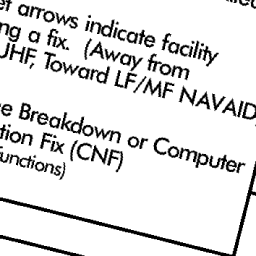 et arrows indicate facility
ng a fix. (Away from
UHF, Toward LF/MF NAVAID
e Breakdown or Computer
tion Fix (CNF)
unctions)